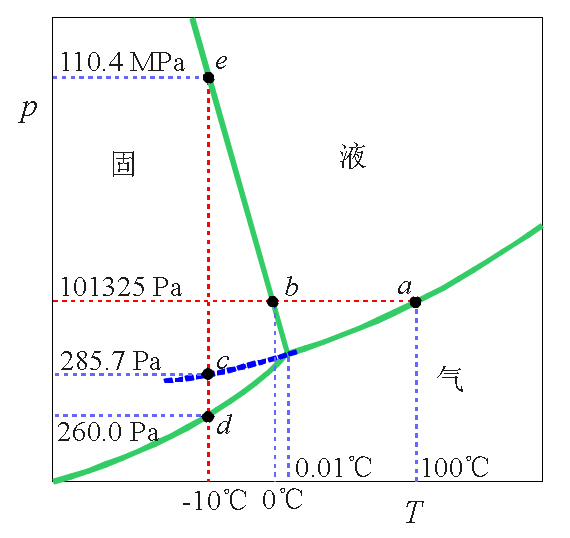 110.4 MPa
e
p
固
液
101325 Pa
b
a
285.7 Pa
c
气
260.0 Pa
d
0.01℃
100℃
-10℃
0℃
T